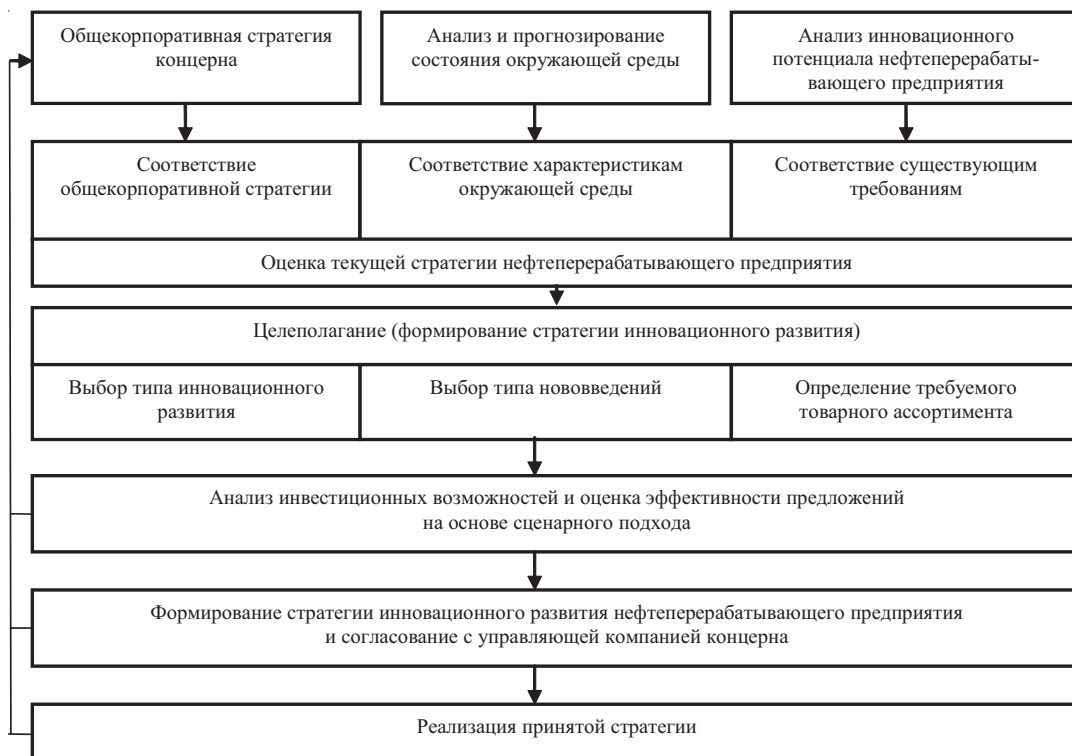 Общекорпоративная стратегия
концерна
Анализ и прогнозирование
состояния окружающей среды
Анализ инновационного
потенциала нефтеперерабаты-
вающего предприятия
Соответствие
общекорпоративной стратегии
Соответствие характеристикам
окружающей среды
Соответствие существующим
требованиям
Оценка текущей стратегии нефтеперерабатывающего предприятия
Целеполагание (формирование стратегии инновационного развития)
Выбор типа инновационного
развития
Выбор типа нововведений
Определение требуемого
товарного ассортимента
Анализ инвестиционных возможностей и оценка эффективности предложений
на основе сценарного подхода
Формирование стратегии инновационного развития нефтеперерабатывающего предприятия
и согласование с управляющей компанией концерна
Реализация принятой стратегии